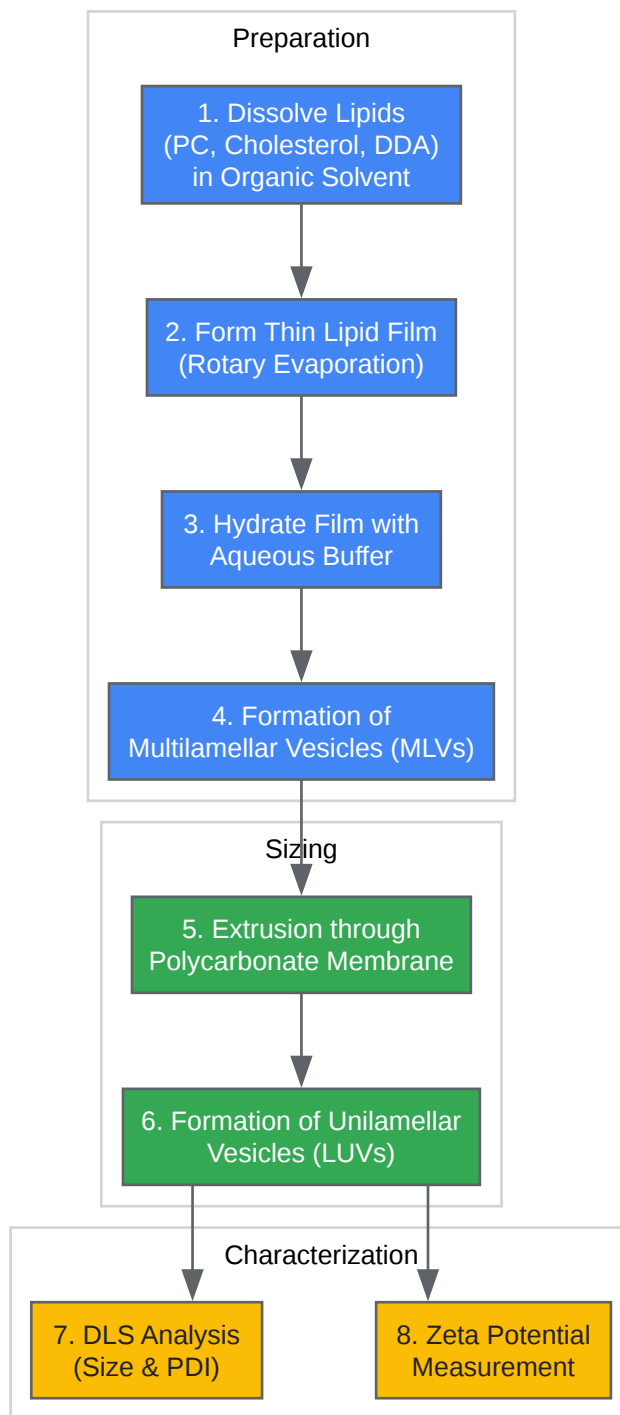 Preparation
1. Dissolve Lipids
(PC, Cholesterol, DDA)
in Organic Solvent
2. Form Thin Lipid Film
(Rotary Evaporation)
3. Hydrate Film with
Aqueous Buffer
4. Formation of
Multilamellar Vesicles (MLVs)
Sizing
5. Extrusion through
Polycarbonate Membrane
6. Formation of Unilamellar
Vesicles (LUVs)
Characterization
7. DLS Analysis
(Size & PDI)
8. Zeta Potential
Measurement